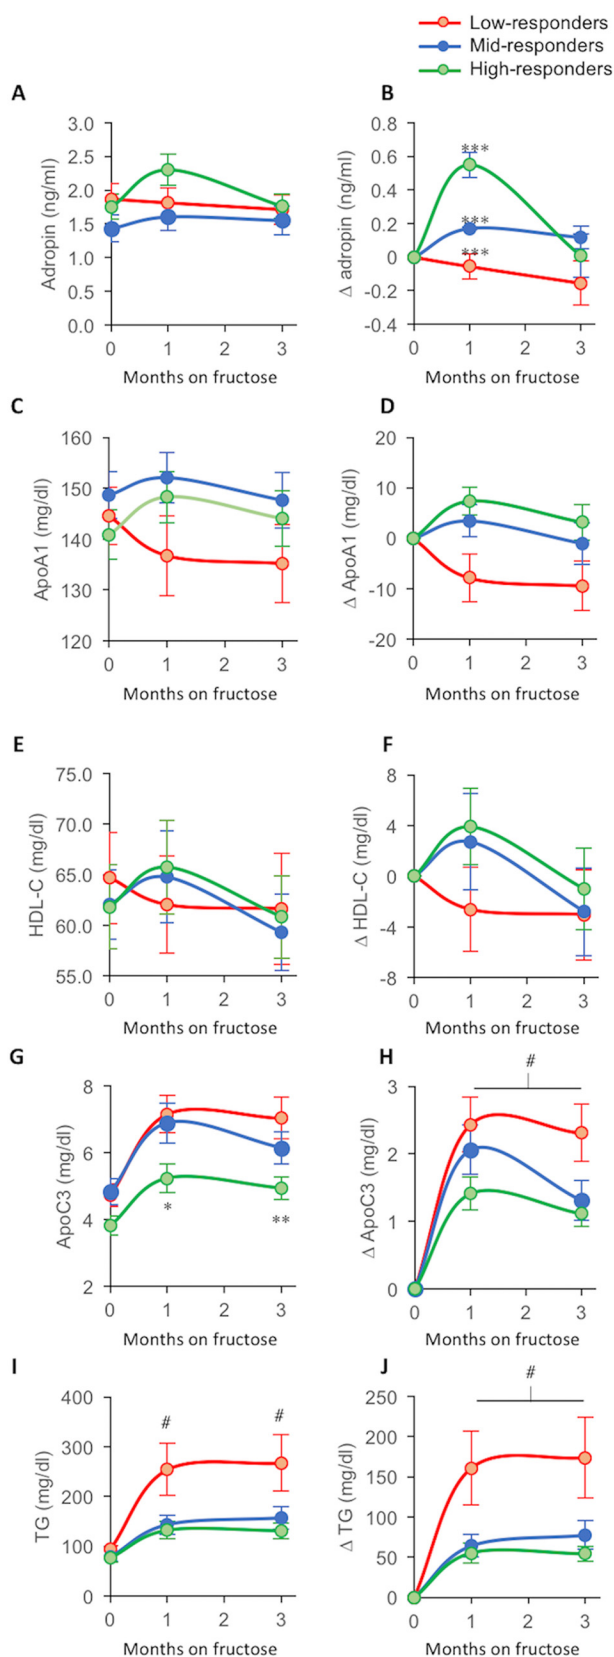 Low-responders
Mid-responders
High-responders
A
B
3.0
2.5
2.0
1.5
1.0
0.5
0.0
Adropin (ng/ml)
0 1 2 3
Months on fructose
0.8
0.6
0.4
0.2
0
-0.2
-0.4
Δ adropin (ng/ml)
***
***
***
0 1 2 3
Months on fructose
C
D
160
150
140
130
120
ApoA1 (mg/dl)
0 1 2 3
Months on fructose
20
10
0
-10
-20
Δ ApoA1 (mg/dl)
0 1 2 3
Months on fructose
E
F
75.0
70.0
65.0
60.0
55.0
HDL-C (mg/dl)
0 1 2 3
Months on fructose
8
4
0
-4
-8
Δ HDL-C (mg/dl)
0 1 2 3
Months on fructose
G
H
8
6
4
2
ApoC3 (mg/dl)
*
**
0 1 2 3
Months on fructose
#
3
2
1
0
Δ ApoC3 (mg/dl)
0 1 2 3
Months on fructose
I
J
400
300
200
100
0
TG (mg/dl)
#
#
0 1 2 3
Months on fructose
#
250
200
150
100
50
0
Δ TG (mg/dl)
0 1 2 3
Months on fructose